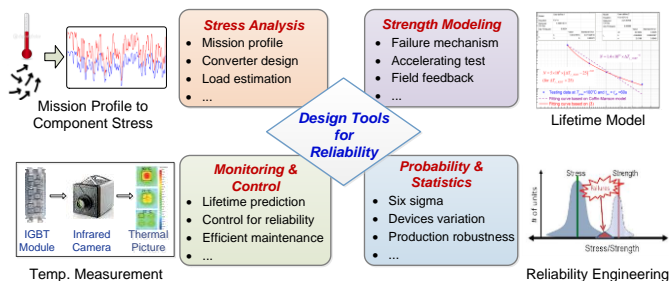 Stress Analysis
• Mission profile
• Converter design
• Load estimation
• ...
Strength Modeling
• Failure mechanism
• Accelerating test
• Field feedback
• ...
Mission Profile to
Component Stress
Lifetime Model
Design Tools
for
Reliability
Monitoring &
Control
• Lifetime prediction
• Control for reliability
• Efficient maintenance
• ...
Probability &
Statistics
• Six sigma
• Devices variation
• Production robustness
• ...
IGBT
Module
Infrared
Camera
Thermal
Picture
Temp. Measurement
Stress
Strength
Failures
# of units
Stress/Strength
Reliability Engineering